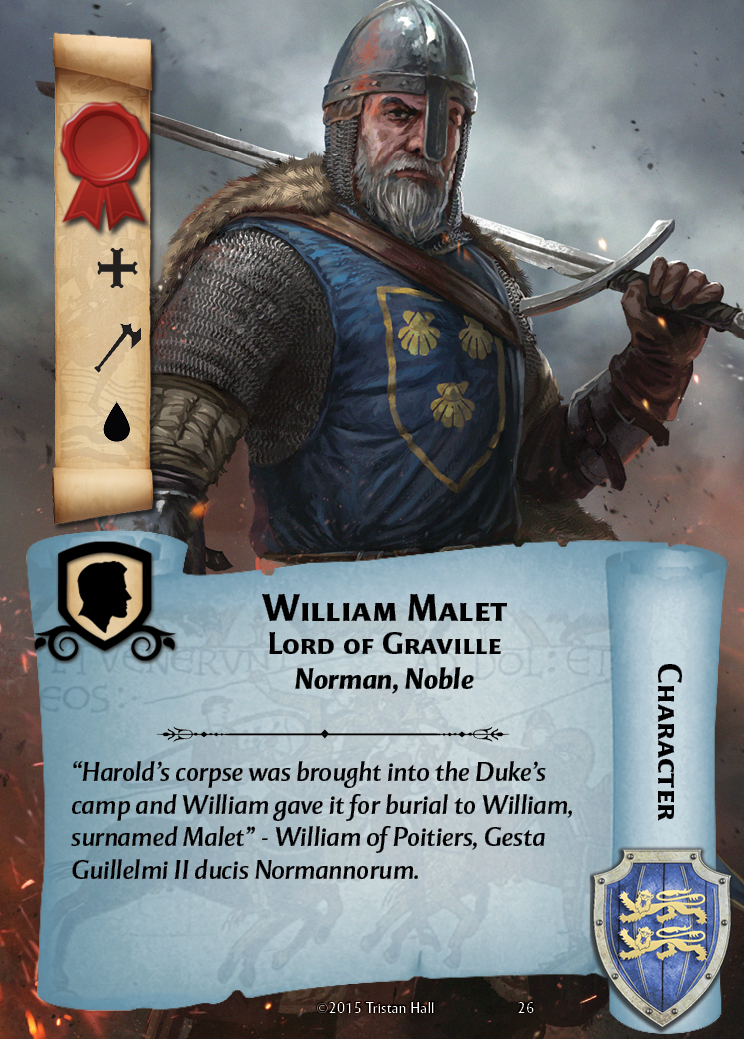 William Malet
Lord of Graville
Norman, Noble
Character
“Harold’s corpse was brought into the Duke’s
camp and William gave it for burial to William,
surnamed Malet” - William of Poitiers, Gesta
Guillelmi II ducis Normannorum.
©2015 Tristan Hall
26